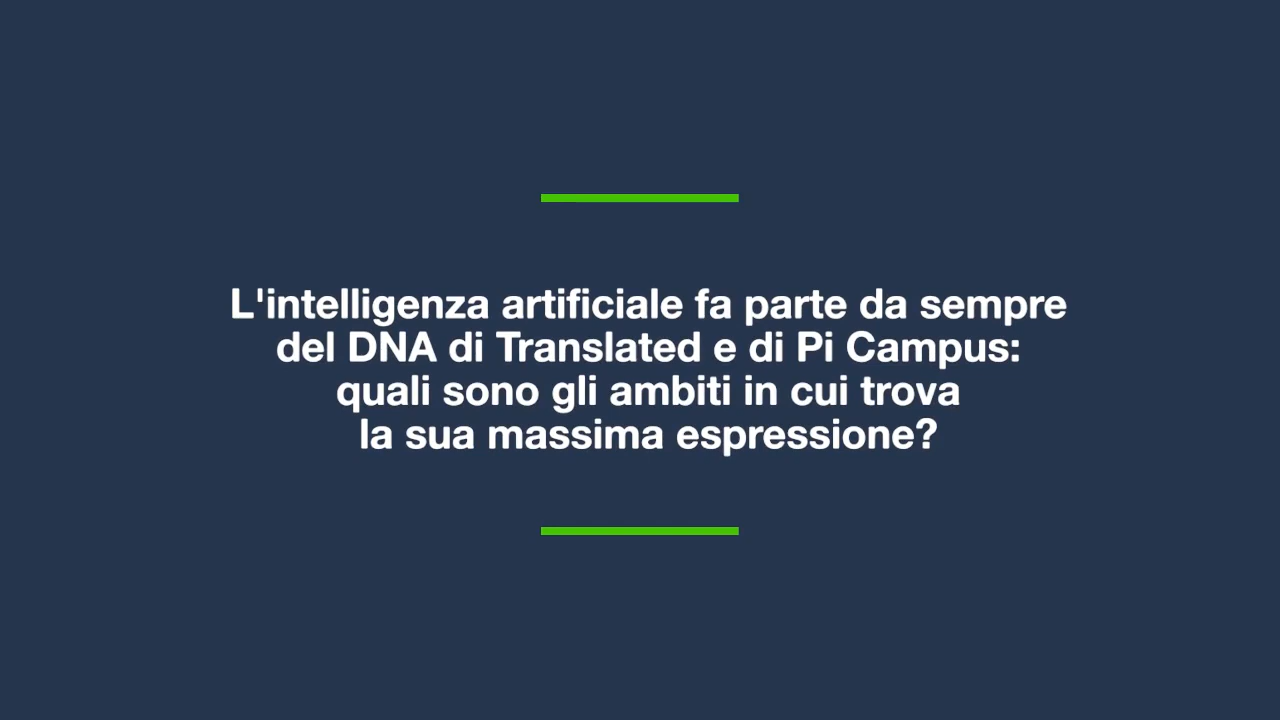 L'intelligenza artificiale fa parte da sempre
del DNA di Translated e di Pi Campus:
quali sono gli ambiti in cui trova
la sua massima espressione?